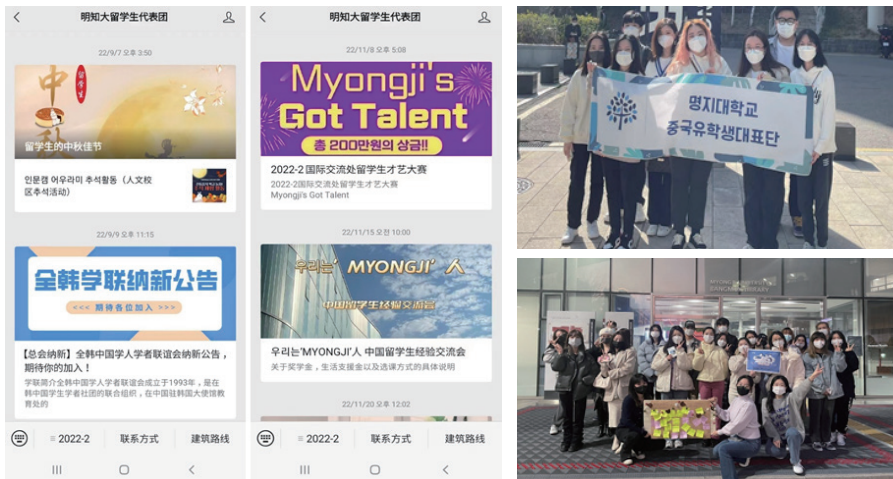 明知大留学生代表团
22/9/7 오후 3:50
中秋
留学生
留学生的中秋佳节
인문캠 어우라미 추석활동（人文校
区中秋活动）
22/9/9 오후 11:15
全韩学联纳新公告
<<< 期待各位加入 >>>
【总会纳新】全韩中国学人学者联谊会纳新公告，
期待你的加入！
学联简介全韩中国学人学者联谊会成立于1993年，是在
韩中国学生学者社团的联合组织，在中国驻韩国大使馆教
育处的
2022-2
联系方式
建筑路线
明知大留学生代表团
22/11/8 오후 5:08
Myongji's
Got Talent
총 200만원의 상금!!
2022-2 国际交流处留学生才艺大赛
2022-2国际交流处留学生才艺大赛
Myongji's Got Talent
22/11/15 오전 10:00
우리는' MYONGJI' 人
中国留学生经验交流会
우리는'MYONGJI'人 中国留学生经验交流会
关于奖学金，生活支援金以及选课方式的具体说明
22/11/20 오후 12:02
2022-2
联系方式
建筑路线
명지대학교
중국유학생대표단